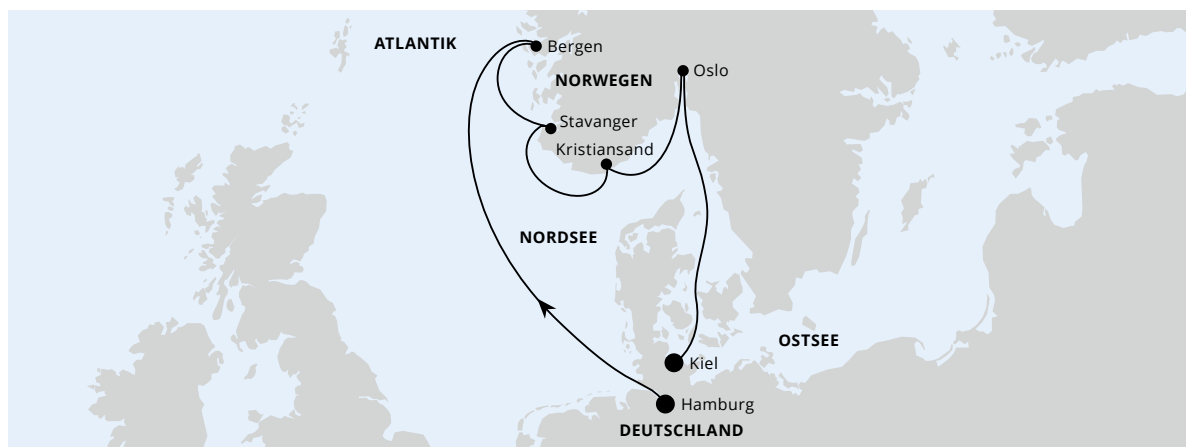 ATLANTIK
Bergen
NORWEGEN
Oslo
Stavanger
Kristiansand
NORDSEE
OSTSEE
Kiel
Hamburg
DEUTSCHLAND